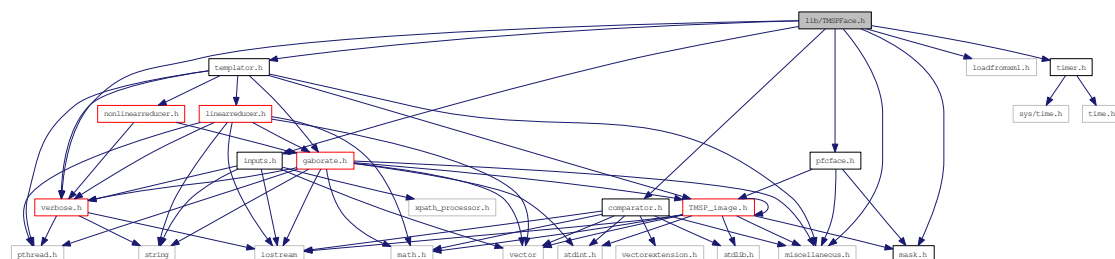 lib/TMSPFace.h
templator.h
loadfromxml.h
timer.h
nonlinearreducer.h
linearreducer.h
sys/time.h
time.h
inputs.h
gaborate.h
pfcface.h
verbose.h
xpath_processor.h
comparator.h
TMSP_image.h
pthread.h
string
iostream
math.h
vector
stdint.h
vectorextension.h
stdlib.h
miscellaneous.h
mask.h